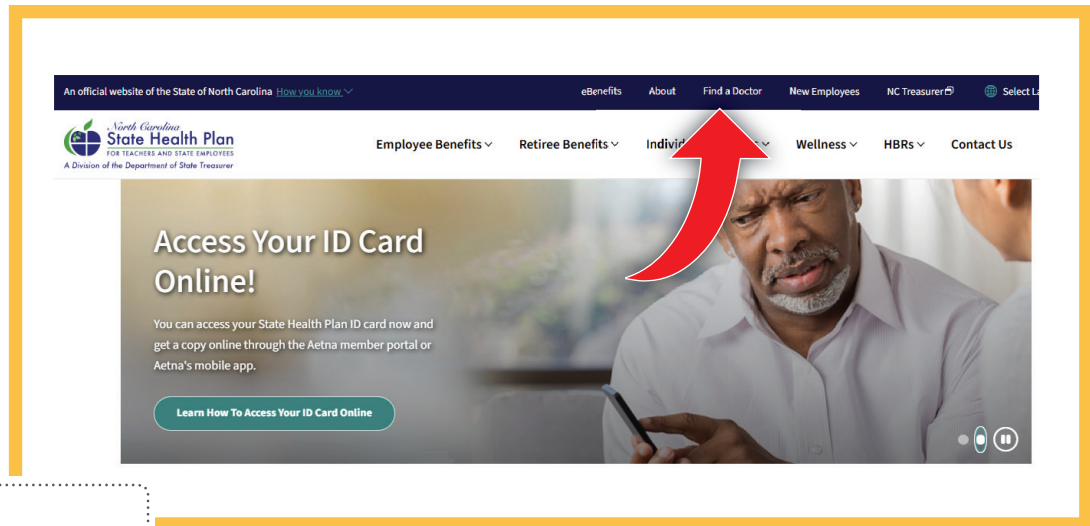 An official website of the State of North Carolina How you know
eBenefits About Find a Doctor New Employees NC Treasurer Select
North Carolina
State Health Plan
FOR TEACHERS AND STATE EMPLOYEES
A Division of the Department of State Treasurer
Employee Benefits Retiree Benefits Wellness HBRs Contact Us
Access Your ID Card
Online!
You can access your State Health Plan ID card now and
get a copy online through the Aetna member portal or
Aetna's mobile app.
Learn How To Access Your ID Card Online